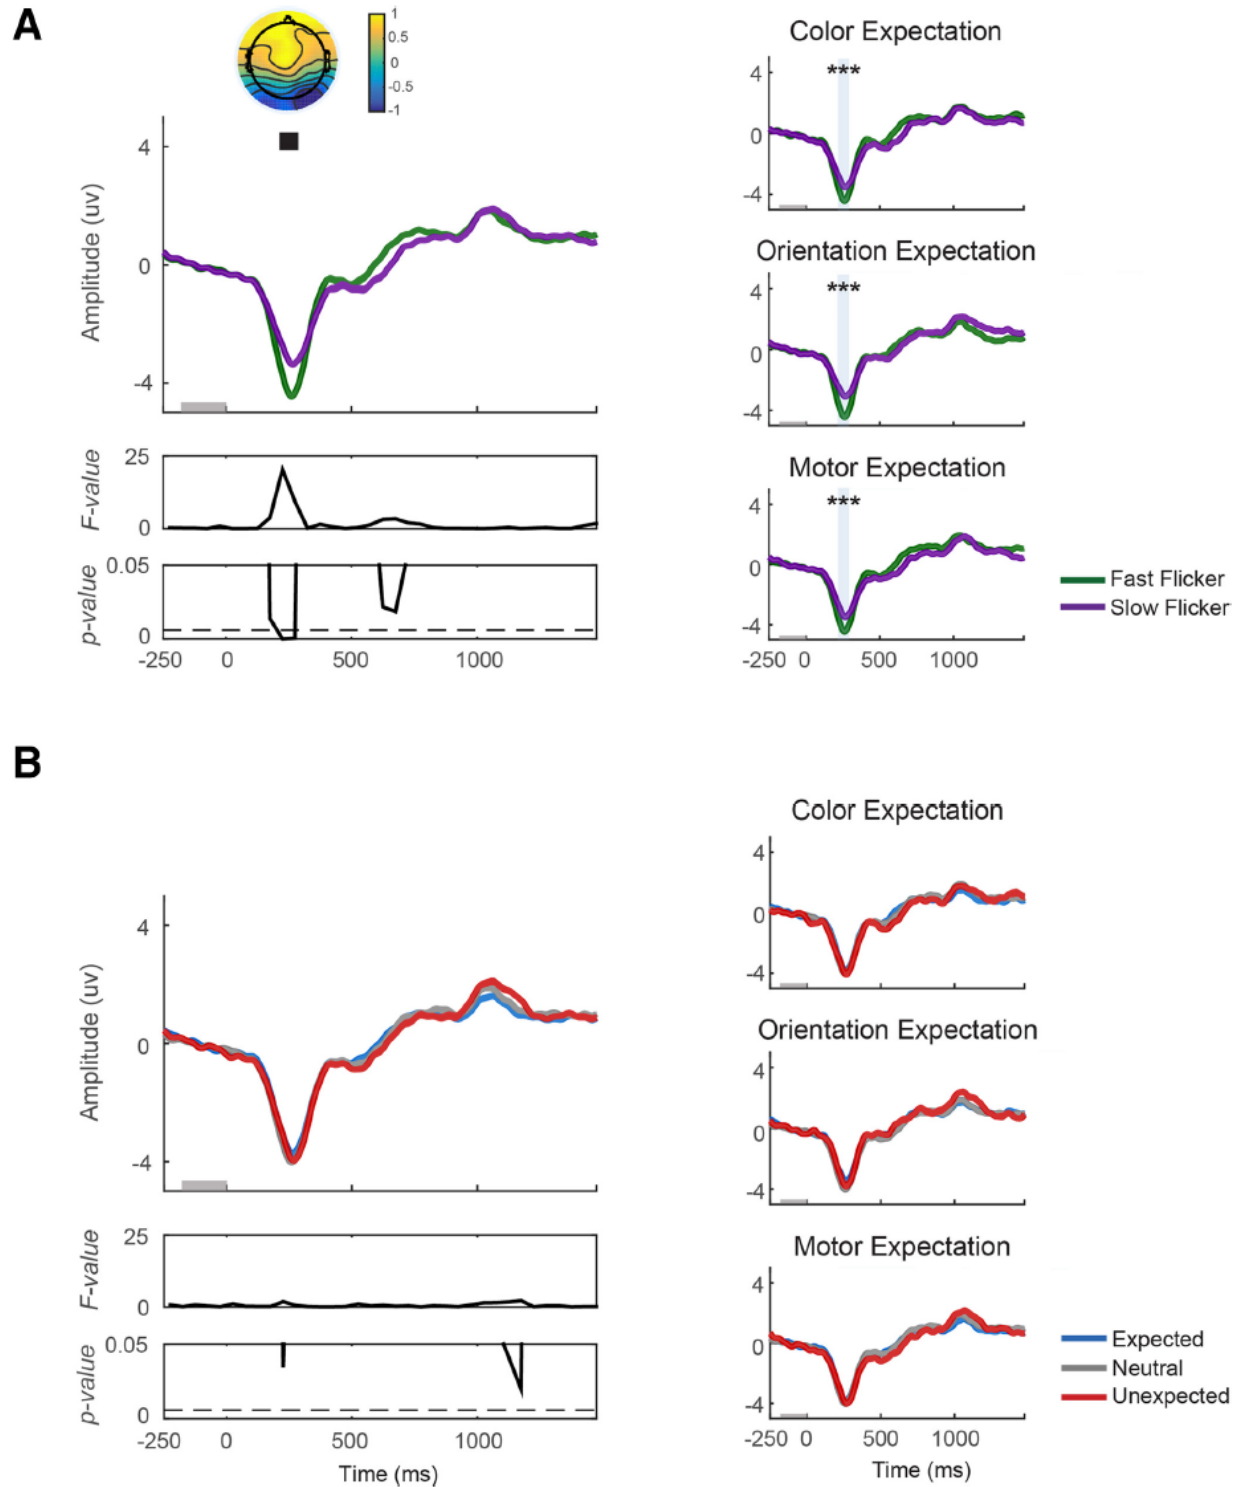 A
1
0.5
0
-0.5
-1
4
0
-4
Amplitude (uv)
25
0
F-value
0.05
0
p-value
-250 0 500 1000
Color Expectation
***
4
0
-4
Orientation Expectation
***
4
0
-4
Motor Expectation
***
4
0
-4
-250 0 500 1000
Fast Flicker
Slow Flicker
B
4
0
-4
Amplitude (uv)
25
0
F-value
0.05
0
p-value
-250 0 500 1000
Time (ms)
Color Expectation
4
0
-4
Orientation Expectation
4
0
-4
Motor Expectation
4
0
-4
-250 0 500 1000
Time (ms)
Expected
Neutral
Unexpected